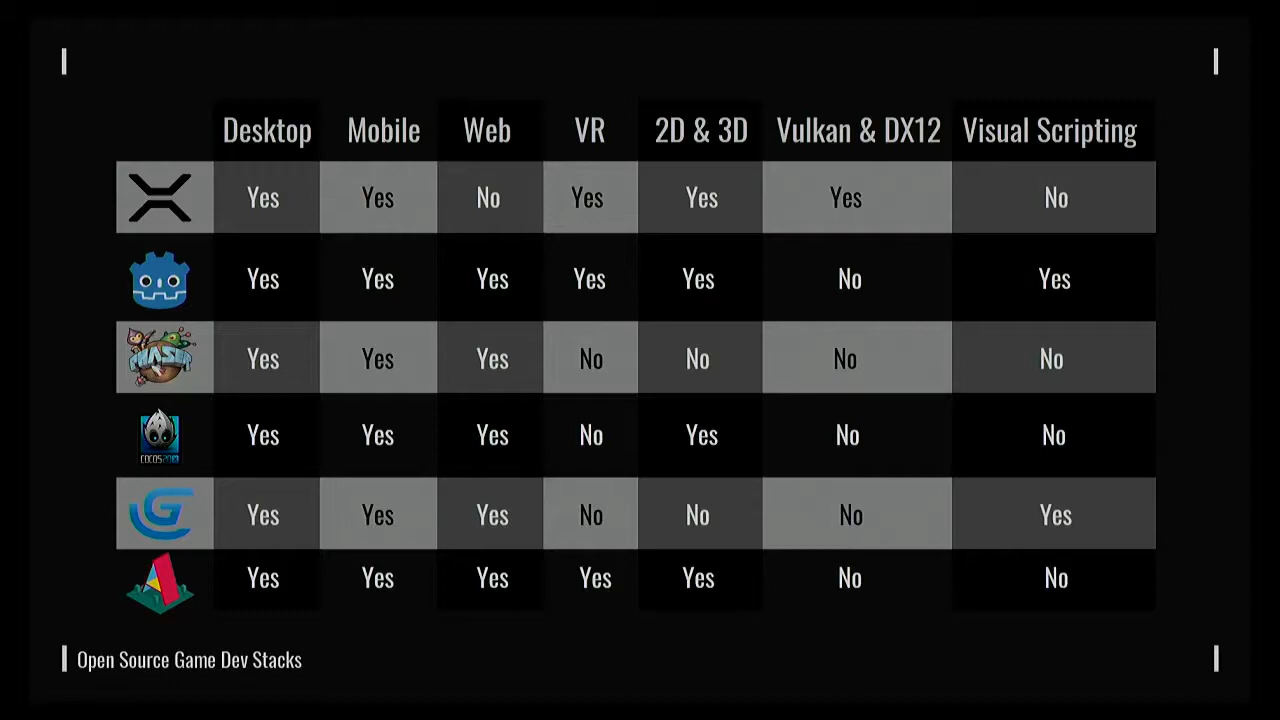 Desktop Mobile Web VR 2D & 3D Vulkan & DX12 Visual Scripting
Yes Yes No Yes Yes Yes No
Yes Yes Yes Yes Yes No Yes
PHASER Yes Yes Yes No No No No
COCOS2D Yes Yes Yes No Yes No No
G Yes Yes Yes No No No Yes
A Yes Yes Yes Yes Yes No No
Open Source Game Dev Stacks